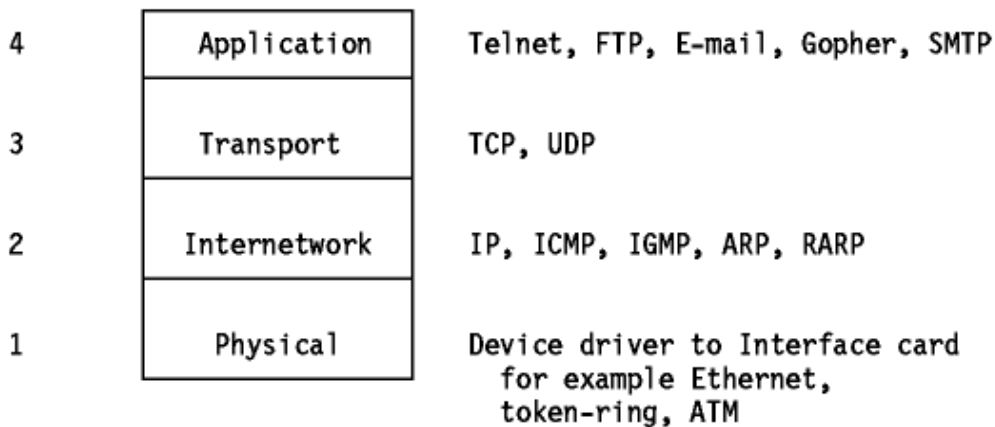 4 Application Telnet, FTP, E-mail, Gopher, SMTP
3 Transport TCP, UDP
2 Internetwork IP, ICMP, IGMP, ARP, RARP
1 Physical Device driver to Interface card
for example Ethernet,
token-ring, ATM